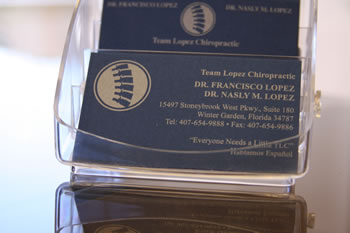 DR. FRANCISCO LOPEZ
DR. NASLY M. LOPEZ
Team Lopez Chiropractic
Team Lopez Chiropractic
DR. FRANCISCO LOPEZ
DR. NASLY M. LOPEZ
15497 Stoneybrook West Pkwy., Suite 180
Winter Garden, Florida 34787
Tel: 407-654-9888 • Fax: 407-654-9886
"Everyone Needs a Little TLC"
Hablamos Español